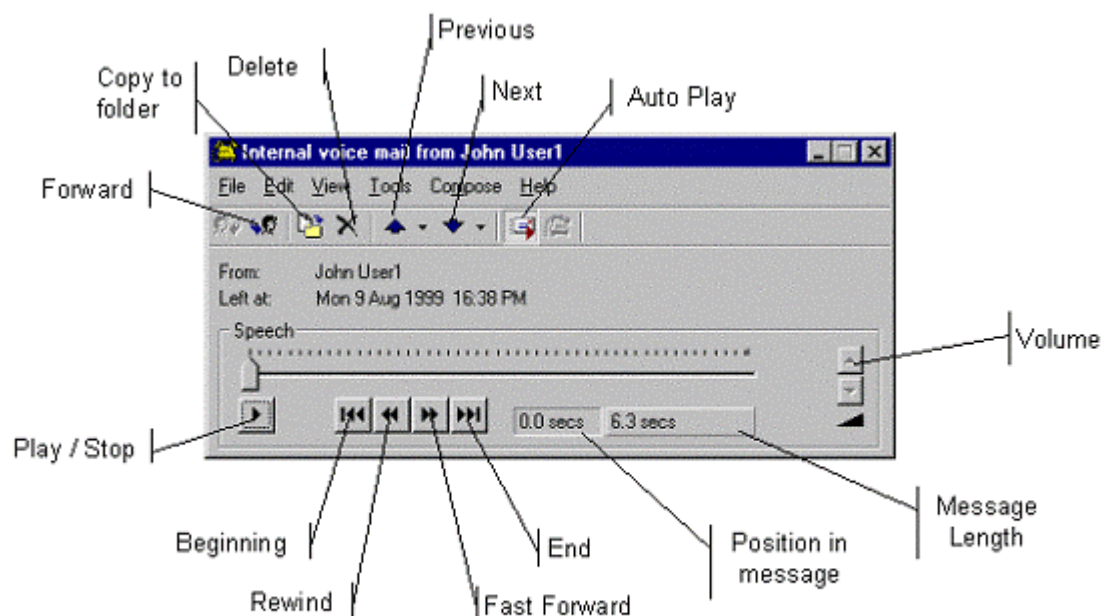 Previous
Delete
Copy to
folder
Next
Auto Play
Internal voice mail from John User1
Forward
File Edit View Tools Compose Help
From: John User1
Left at: Mon 9 Aug 1999 16:38 PM
Speech
Volume
0.0 secs 6.3 secs
Play / Stop
Message
Length
Beginning
End
Position in
message
Rewind
Fast Forward